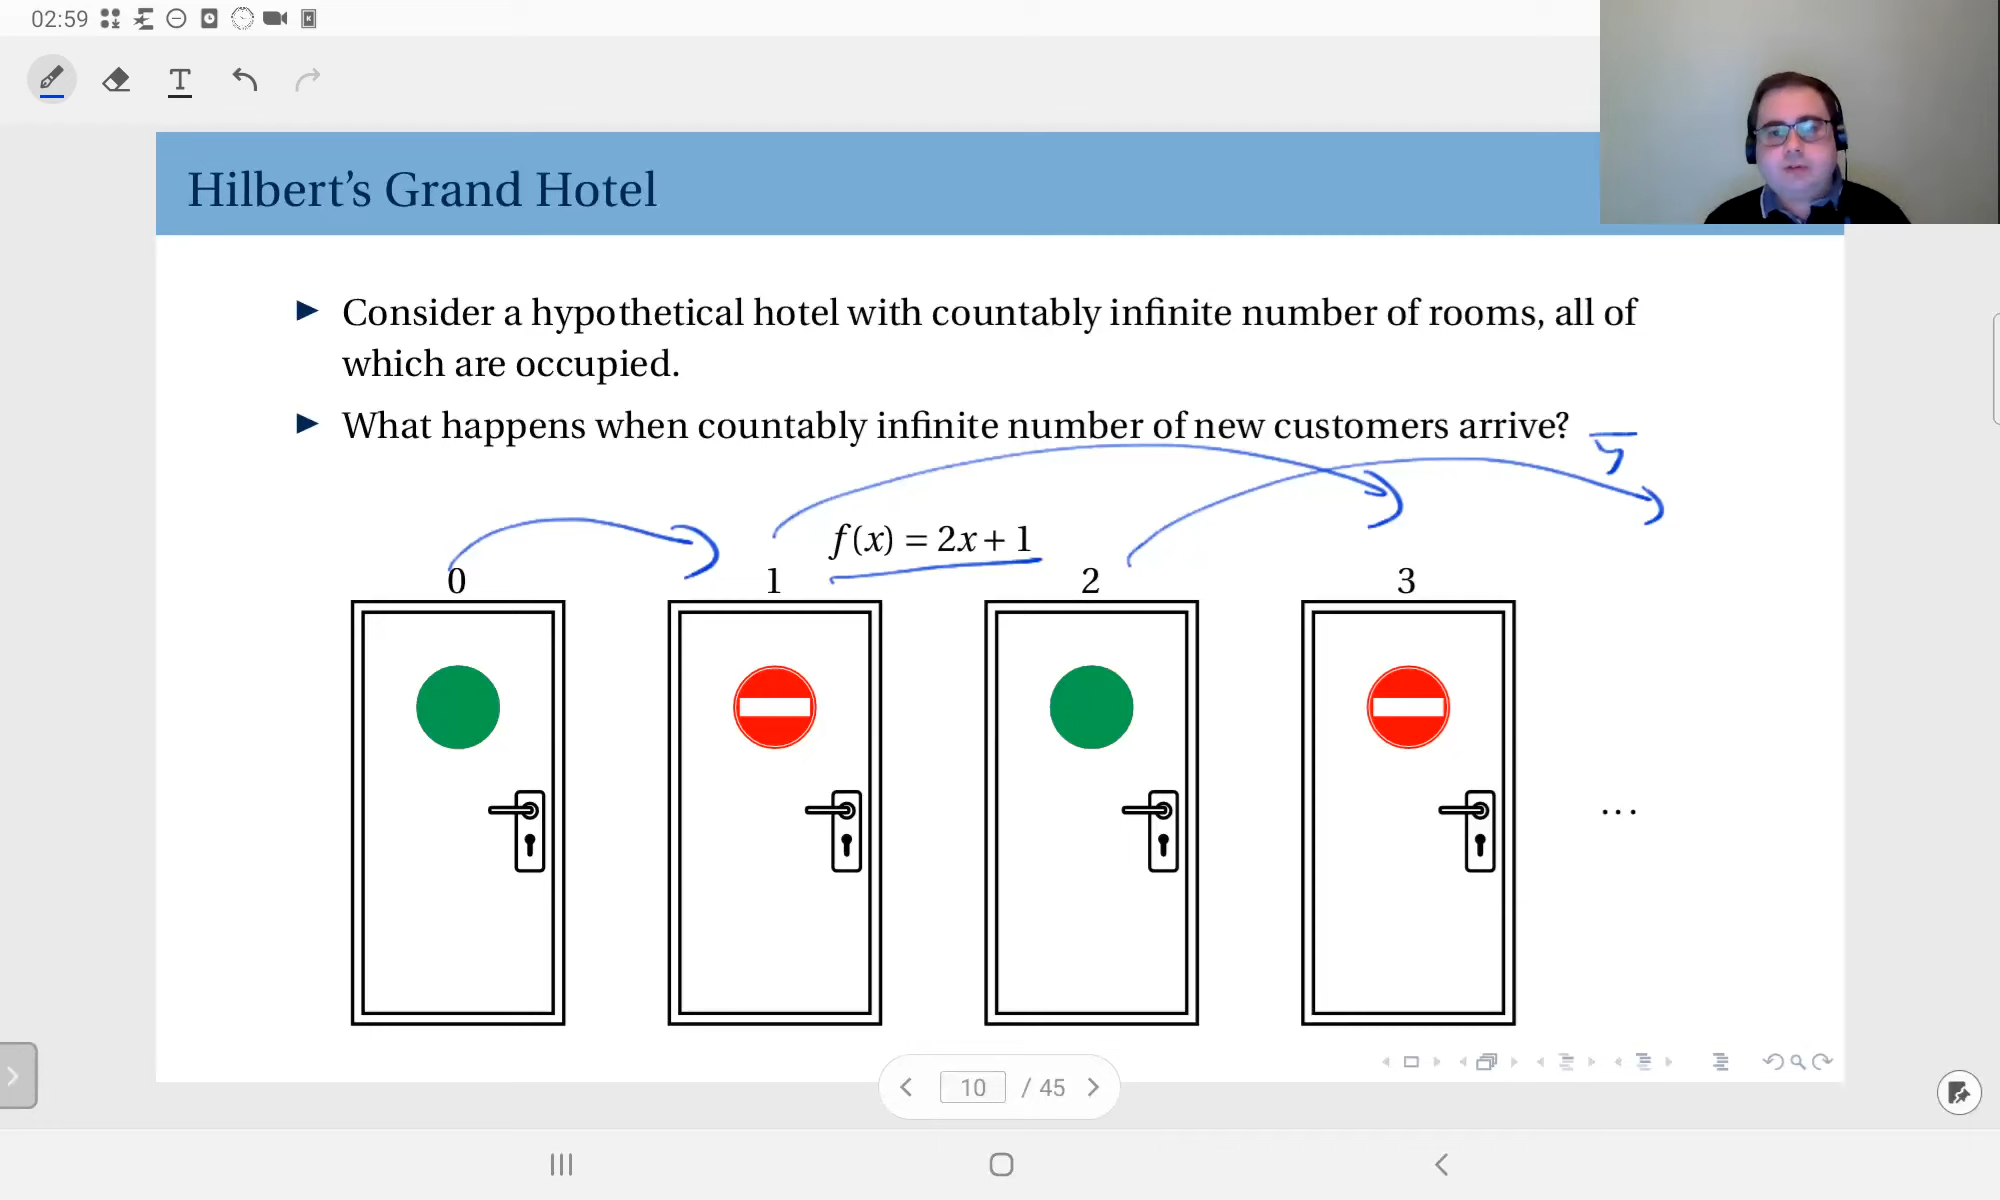 02:59
T
Hilbert's Grand Hotel
Consider a hypothetical hotel with countably infinite number of rooms, all of
which are occupied.
What happens when countably infinite number of new customers arrive?
5
f(x) = 2x + 1
0 1 2 3
...
10 / 45